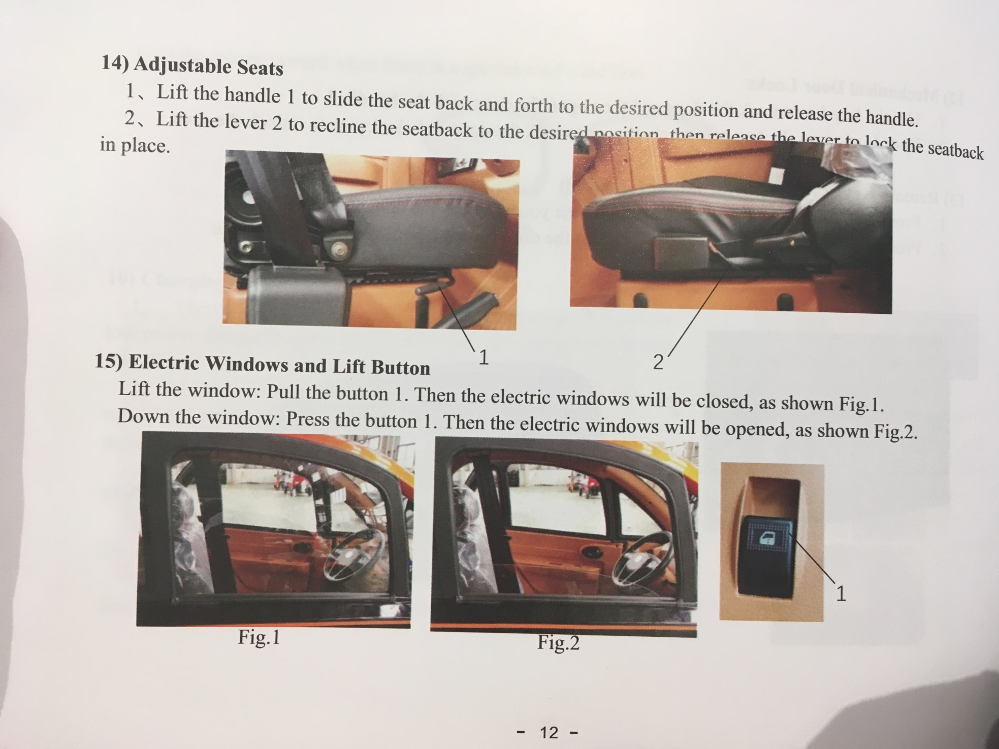 14) Adjustable Seats
1、Lift the handle 1 to slide the seat back and forth to the desired position and release the handle.
2、Lift the lever 2 to recline the seatback to the desired position, then release the lever to lock the seatback
in place.
1
2
15) Electric Windows and Lift Button
Lift the window: Pull the button 1. Then the electric windows will be closed, as shown Fig.1.
Down the window: Press the button 1. Then the electric windows will be opened, as shown Fig.2.
1
Fig.1
Fig.2
- 12 -